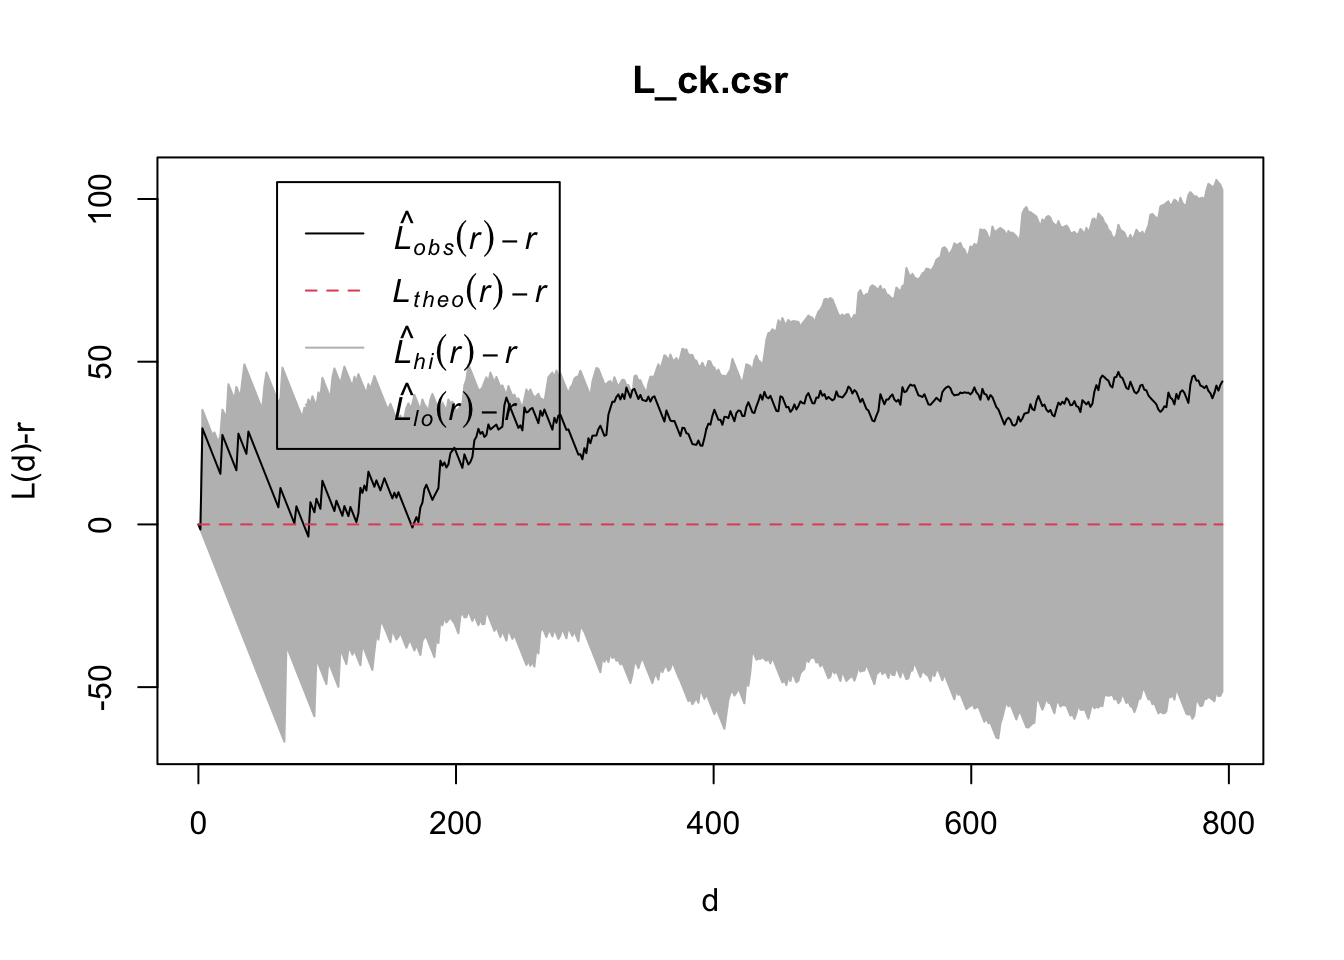 L_ck.csr
L(d)-r
100
50
0
-50
L̂obs(r) − r
Ltheo(r) − r
L̂hi(r) − r
L̂lo(r) − r
0 200 400 600 800
d